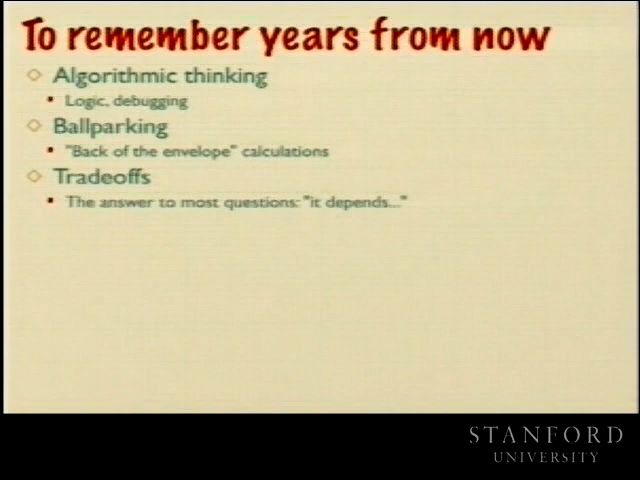 To remember years from now
Algorithmic thinking
Logic, debugging
Ballparking
"Back of the envelope" calculations
Tradeoffs
The answer to most questions: "it depends..."
STANFORD
UNIVERSITY